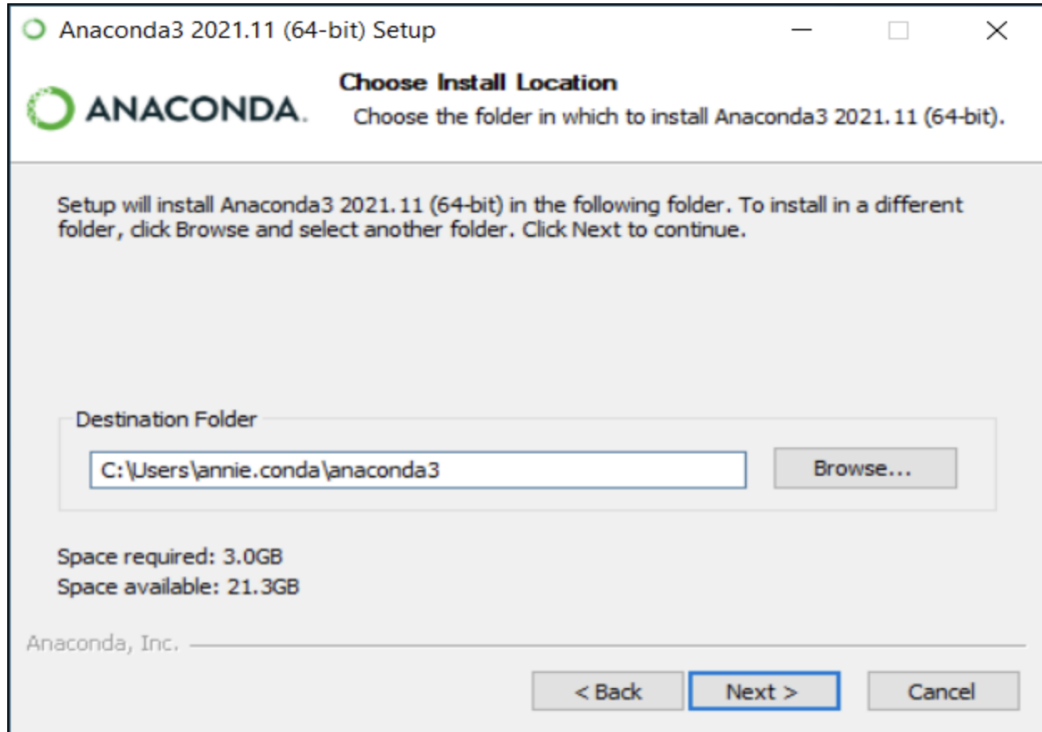 Anaconda3 2021.11 (64-bit) Setup
ANACONDA.
Choose Install Location
Choose the folder in which to install Anaconda3 2021.11 (64-bit).
Setup will install Anaconda3 2021.11 (64-bit) in the following folder. To install in a different
folder, click Browse and select another folder. Click Next to continue.
Destination Folder
C:\Users\annie.conda\anaconda3
Browse...
Space required: 3.0GB
Space available: 21.3GB
Anaconda, Inc.
< Back
Next >
Cancel